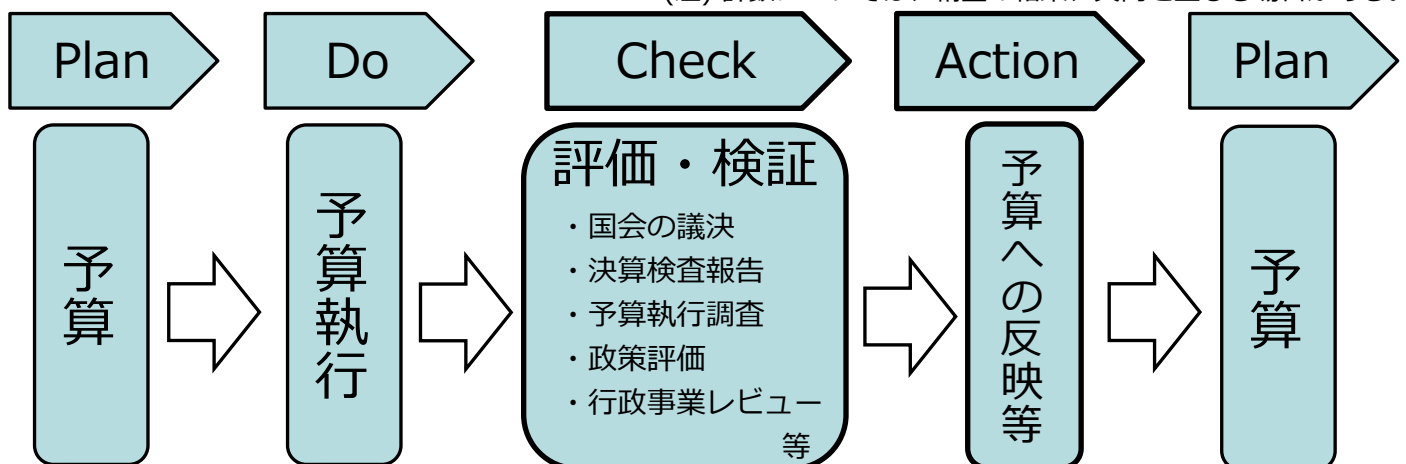 Plan
Do
Check
Action
Plan
予算
予算執行
評価・検証
・国会の議決
・決算検査報告
・予算執行調査
・政策評価
・行政事業レビュー
等
予算への反映等
予算